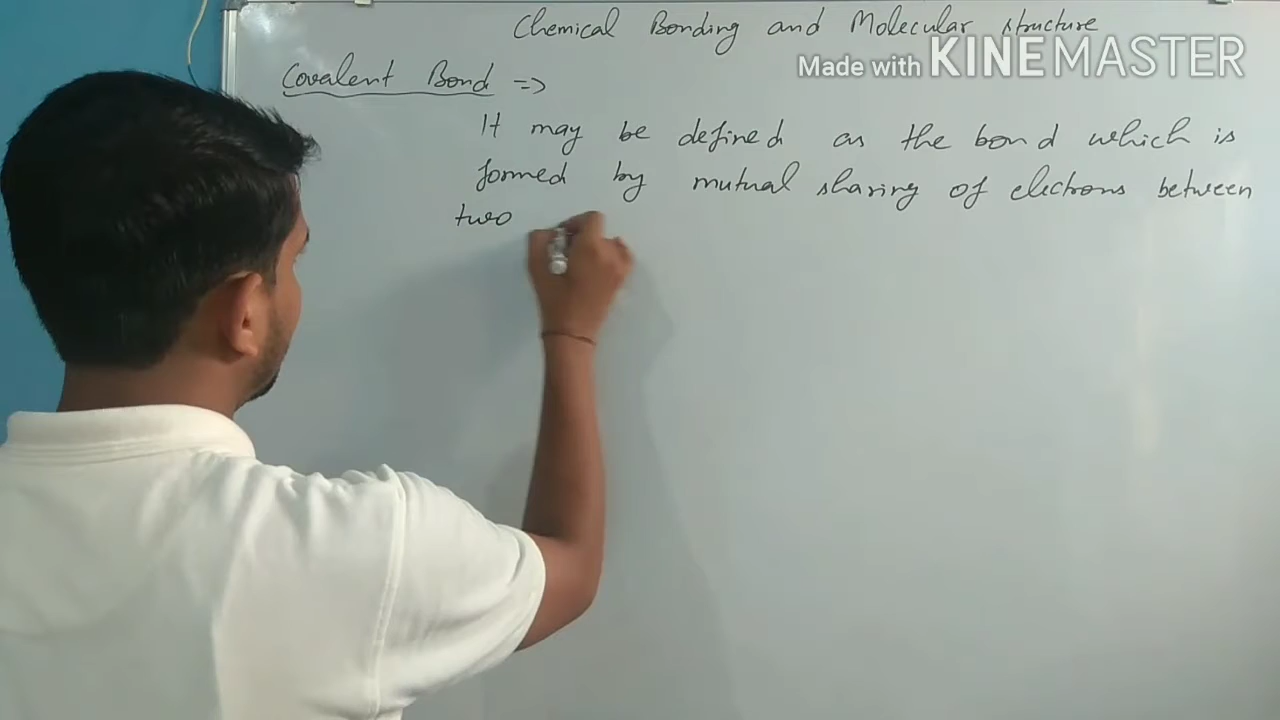 Chemical Bonding and Molecular structure
Made with KINEMASTER
Covalent Bond =>
It may be defined as the bond which is
formed by mutual sharing of electrons between
two